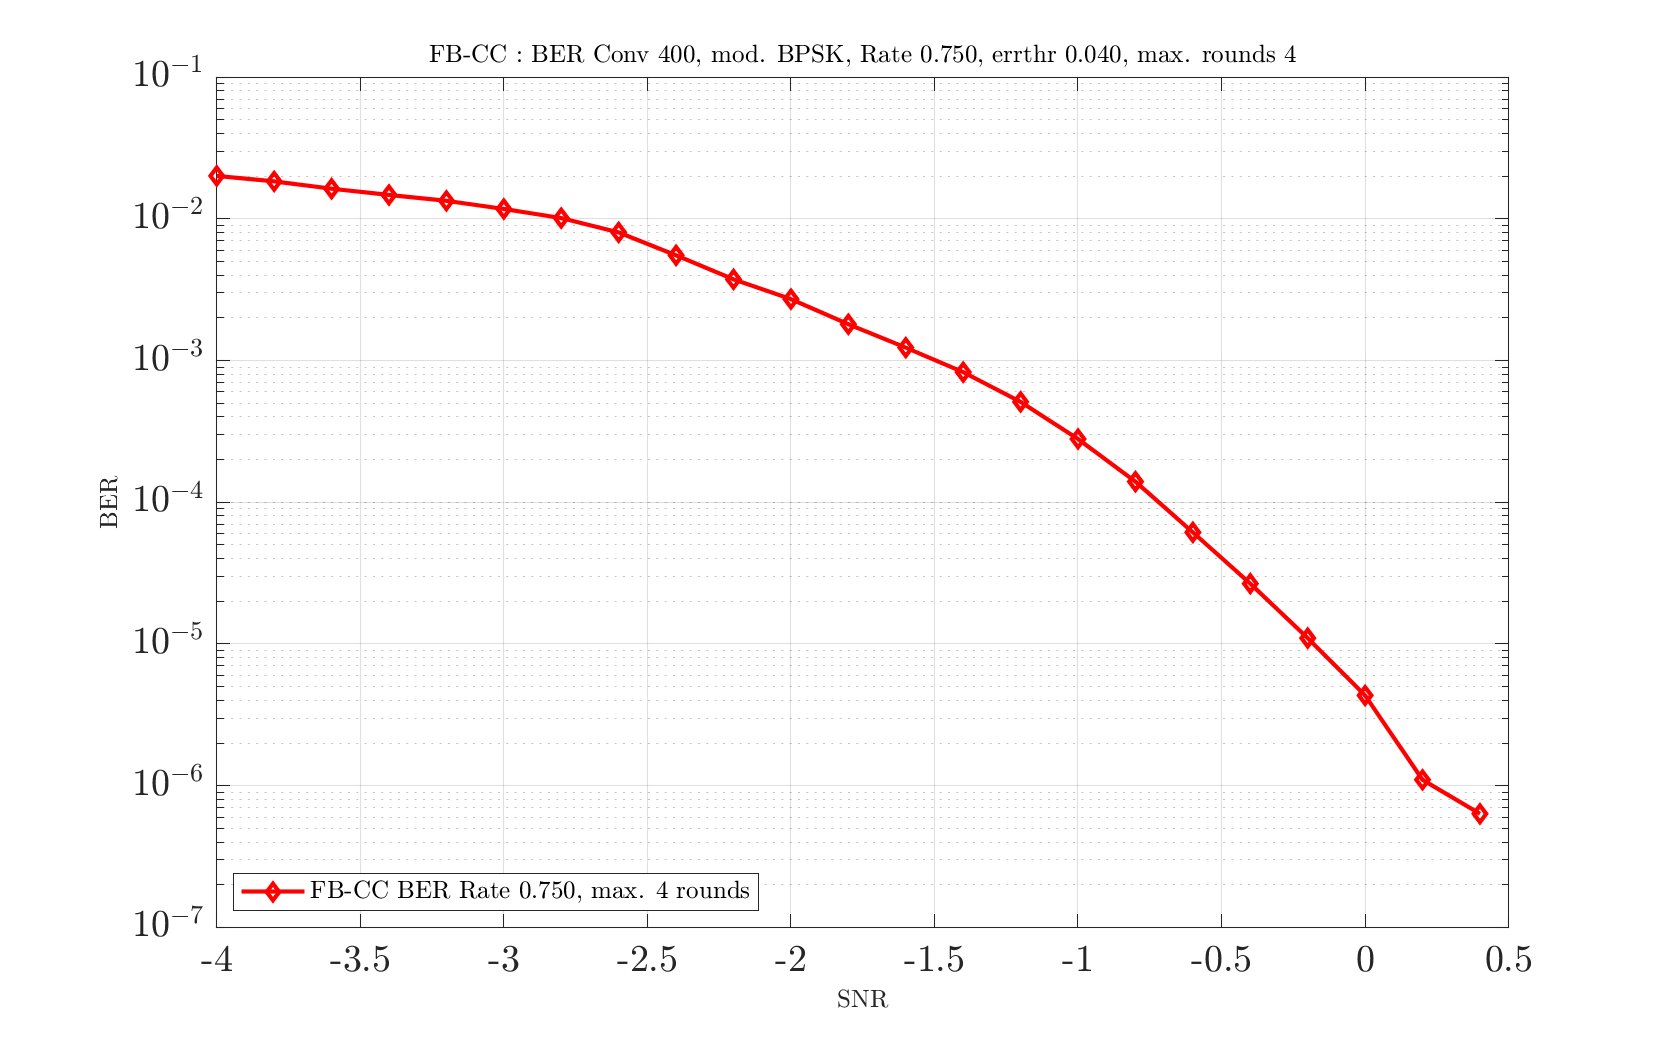 FB-CC : BER Conv 400, mod. BPSK, Rate 0.750, errthr 0.040, max. rounds 4
10^{-1}
10^{-2}
10^{-3}
10^{-4}
10^{-5}
10^{-6}
10^{-7}
BER
FB-CC BER Rate 0.750, max. 4 rounds
-4 -3.5 -3 -2.5 -2 -1.5 -1 -0.5 0 0.5
SNR